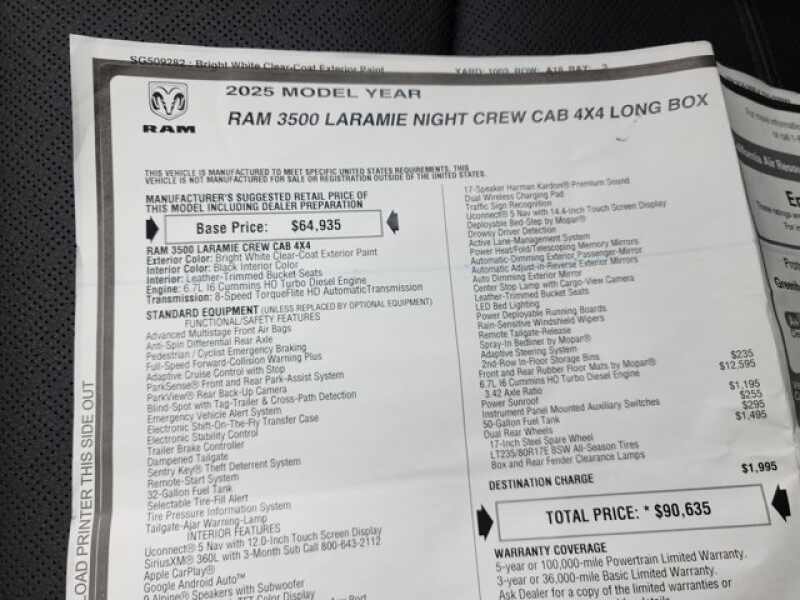 SG509282 : Bright White Clear-Coat Exterior Paint
YARD: 1003 ROW: A18 BAY: 3
2025 MODEL YEAR
RAM 3500 LARAMIE NIGHT CREW CAB 4X4 LONG BOX
RAM
THIS VEHICLE IS MANUFACTURED TO MEET SPECIFIC UNITED STATES REQUIREMENTS. THIS
VEHICLE IS NOT MANUFACTURED FOR SALE OR REGISTRATION OUTSIDE OF THE UNITED STATES.
MANUFACTURER'S SUGGESTED RETAIL PRICE OF
THIS MODEL INCLUDING DEALER PREPARATION
Base Price: $64,935
RAM 3500 LARAMIE CREW CAB 4X4
Exterior Color: Bright White Clear-Coat Exterior Paint
Interior Color: Black Interior Color
Interior: Leather-Trimmed Bucket Seats
Engine: 6.7L I6 Cummins HO Turbo Diesel Engine
Transmission: 8-Speed TorqueFlite HD AutomaticTransmission
STANDARD EQUIPMENT (UNLESS REPLACED BY OPTIONAL EQUIPMENT)
FUNCTIONAL/SAFETY FEATURES
Advanced Multistage Front Air Bags
Anti-Spin Differential Rear Axle
Pedestrian / Cyclist Emergency Braking
Full-Speed Forward-Collision Warning Plus
Adaptive Cruise Control with Stop
ParkSense® Front and Rear Park-Assist System
ParkView® Rear Back-Up Camera
Blind-Spot with Tag-Trailer & Cross-Path Detection
Emergency Vehicle Alert System
Electronic Shift-On-The-Fly Transfer Case
Electronic Stability Control
Trailer Brake Controller
Dampened Tailgate
Sentry Key® Theft Deterrent System
Remote-Start System
32-Gallon Fuel Tank
Selectable Tire-Fill Alert
Tire Pressure Information System
Tailgate-Ajar Warning-Lamp
INTERIOR FEATURES
Uconnect® 5 Nav with 12.0-Inch Touch Screen Display
SiriusXM® 360L with 3-Month Sub Call 800-643-2112
Apple CarPlay®
Google Android Auto™
9 Alpine® Speakers with Subwoofer
17-Speaker Harman Kardon® Premium Sound
Dual Wireless Charging Pad
Traffic Sign Recognition
Uconnect® 5 Nav with 14.4-Inch Touch Screen Display
Deployable Bed-Step by Mopar®
Drowsy Driver Detection
Active Lane-Management System
Power Heat/Fold/Telescoping Memory Mirrors
Automatic-Dimming Exterior Passenger-Mirror
Automatic Adjust-in-Reverse Exterior Mirrors
Auto Dimming Exterior Mirror
Center Stop Lamp with Cargo-View Camera
Leather-Trimmed Bucket Seats
LED Bed Lighting
Power Deployable Running Boards
Rain-Sensitive Windshield Wipers
Remote Tailgate-Release
Spray-In Bedliner by Mopar®
Adaptive Steering System
2nd-Row In-Floor Storage Bins
Front and Rear Rubber Floor Mats by Mopar® $235
6.7L I6 Cummins HO Turbo Diesel Engine $12,595
3.42 Axle Ratio
Power Sunroof $1,195
Instrument Panel Mounted Auxiliary Switches $255
50-Gallon Fuel Tank $295
Dual Rear Wheels $1,495
17-Inch Steel Spare Wheel
LT235/80R17E BSW All-Season Tires
Box and Rear Fender Clearance Lamps
DESTINATION CHARGE $1,995
TOTAL PRICE: * $90,635
WARRANTY COVERAGE
5-year or 100,000-mile Powertrain Limited Warranty.
3-year or 36,000-mile Basic Limited Warranty.
Ask Dealer for a copy of the limited warranties or
LOAD PRINTER THIS SIDE OUT
For more information